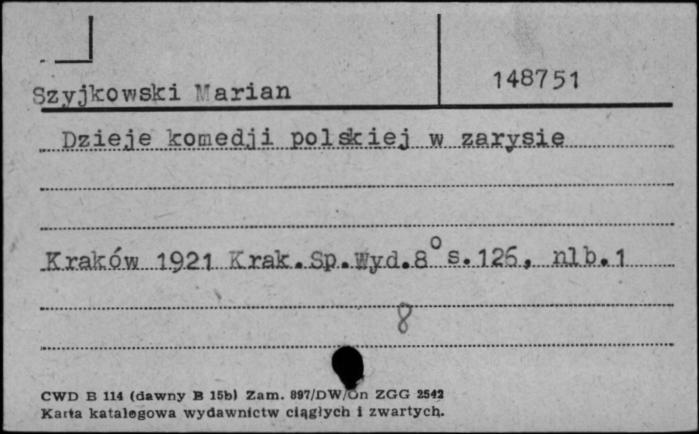 148751
Szyjkowski Marian
Dzieje komedji polskiej w zarysie
Kraków 1921 Krak.Sp.Wyd.8° s.126, nlb.1
8
CWD B 114 (dawny B 15b) Zam. 897/DW/On ZGG 2542
Karta katalogowa wydawnictw ciągłych i zwartych.